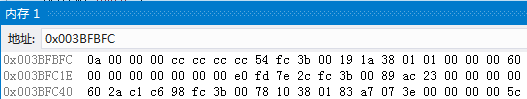 内存 1
地址: 0x003BFBFC
0x003BFBFC 0a 00 00 00 cc cc cc cc 54 fc 3b 00 19 1a 38 01 01 00 00 00 60
0x003BFC1E 00 00 00 00 00 00 00 e0 fd 7e 2c fc 3b 00 89 ac 23 00 00 00 00
0x003BFC40 60 2a c1 c6 98 fc 3b 00 78 10 38 01 83 a7 07 3e 00 00 00 00 5c